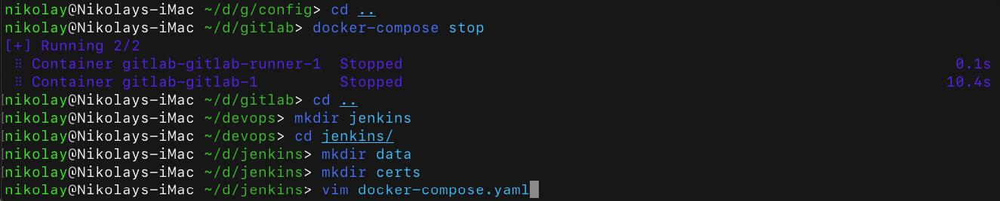 nikolay@Nikolays-iMac ~/d/g/config> cd ..
nikolay@Nikolays-iMac ~/d/gitlab> docker-compose stop
[+] Running 2/2
⠿ Container gitlab-gitlab-runner-1 Stopped 0.1s
⠿ Container gitlab-gitlab-1 Stopped 10.4s
[nikolay@Nikolays-iMac ~/d/gitlab> cd ..
[nikolay@Nikolays-iMac ~/devops> mkdir jenkins
[nikolay@Nikolays-iMac ~/devops> cd jenkins/
[nikolay@Nikolays-iMac ~/d/jenkins> mkdir data
[nikolay@Nikolays-iMac ~/d/jenkins> mkdir certs
nikolay@Nikolays-iMac ~/d/jenkins> vim docker-compose.yaml